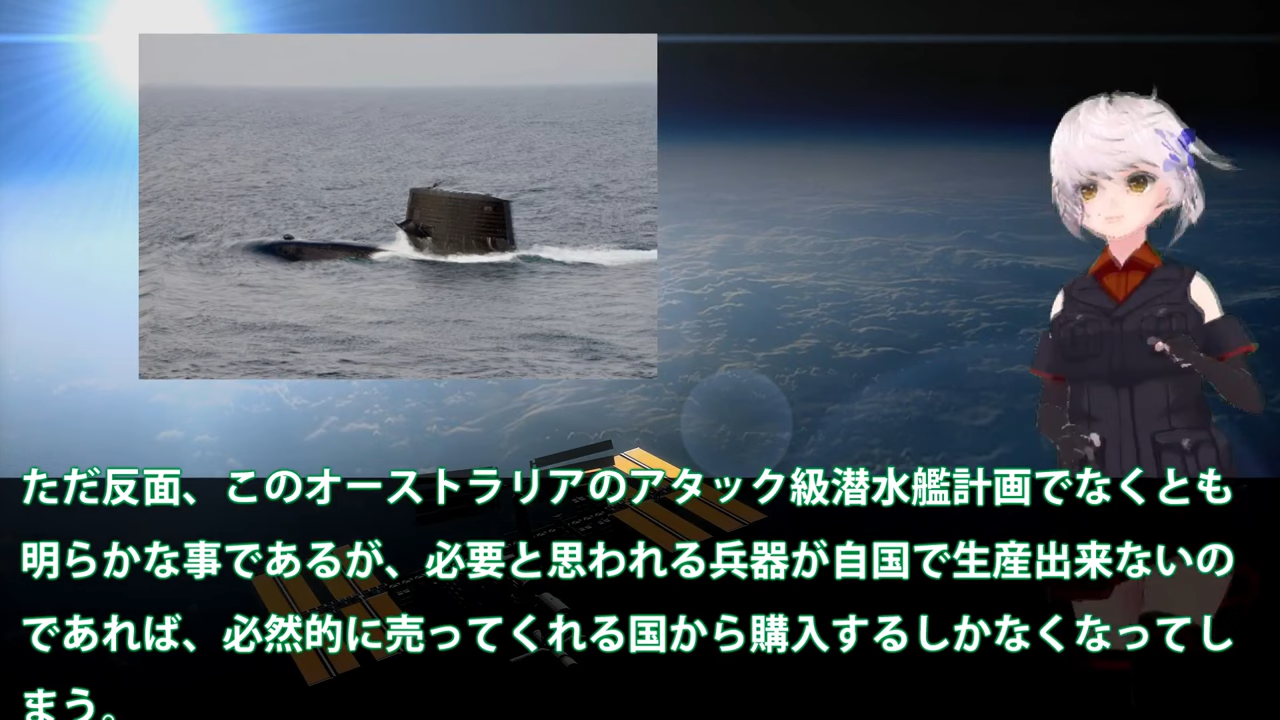 ただ反面、このオーストラリアのアタック級潜水艦計画でなくとも
明らかな事であるが、必要と思われる兵器が自国で生産出来ないの
であれば、必然的に売ってくれる国から購入するしかなくなってし
まう。